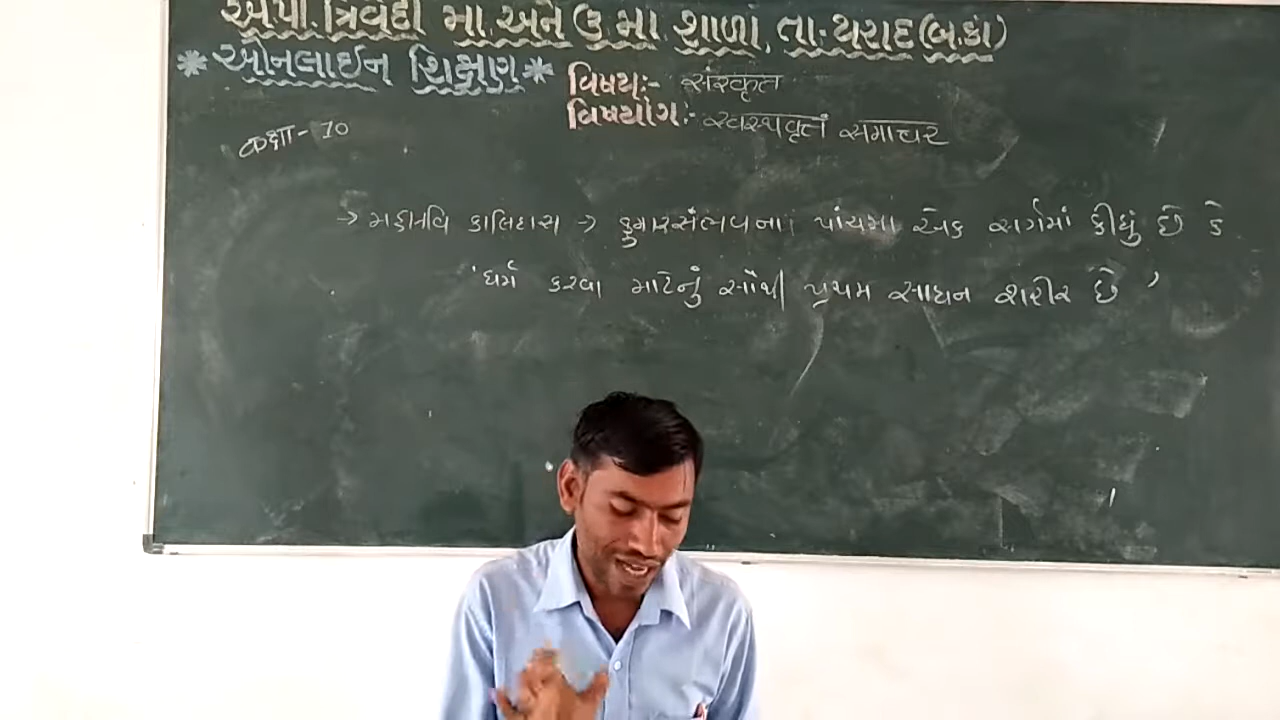 એ.પી. ત્રિવેદી મા. અને ઉ.મા. શાળા, તા-થરાદ(બ.કાં)
*ઓનલાઈન શિક્ષણ*
વિષય:- સંસ્કૃત
વિષયાંગ:- સ્વસ્થવૃત્તં સમાચર
કક્ષા- 10
→ મહાકવિ કાલિદાસ → કુમારસંભવના પાંચમા એક સર્ગમાં કીધું છે કે
'ધર્મ કરવા માટેનું સૌથી પ્રથમ સાધન શરીર છે'